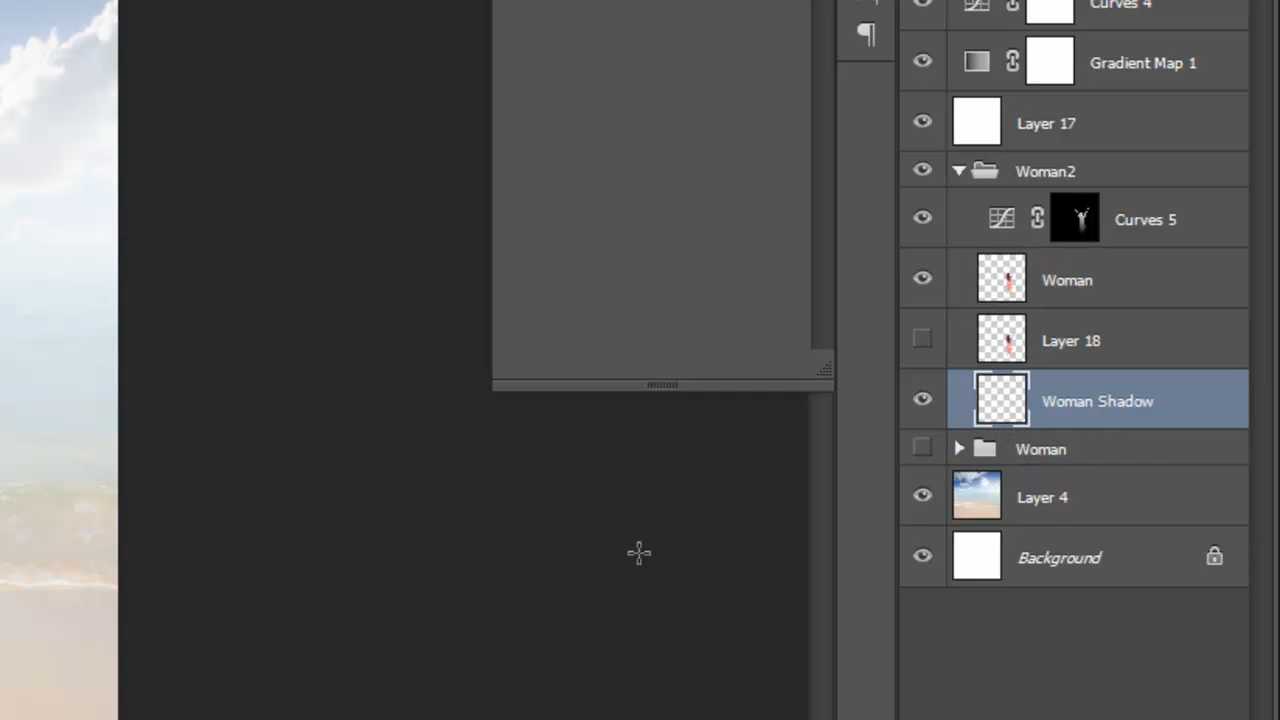 Curves 4
Gradient Map 1
Layer 17
Woman2
Curves 5
Woman
Layer 18
Woman Shadow
Woman
Layer 4
Background